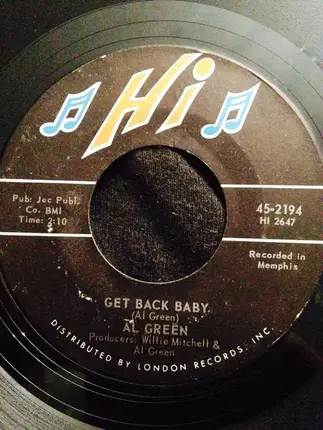 Hi
Pub: Jec Publ.
Co. BMI
Time: 2:10
45-2194
HI 2647
Recorded in
Memphis
GET BACK BABY
(Al Green)
AL GREEN
Producers: Willie Mitchell &
Al Green
DISTRIBUTED BY LONDON RECORDS, INC.